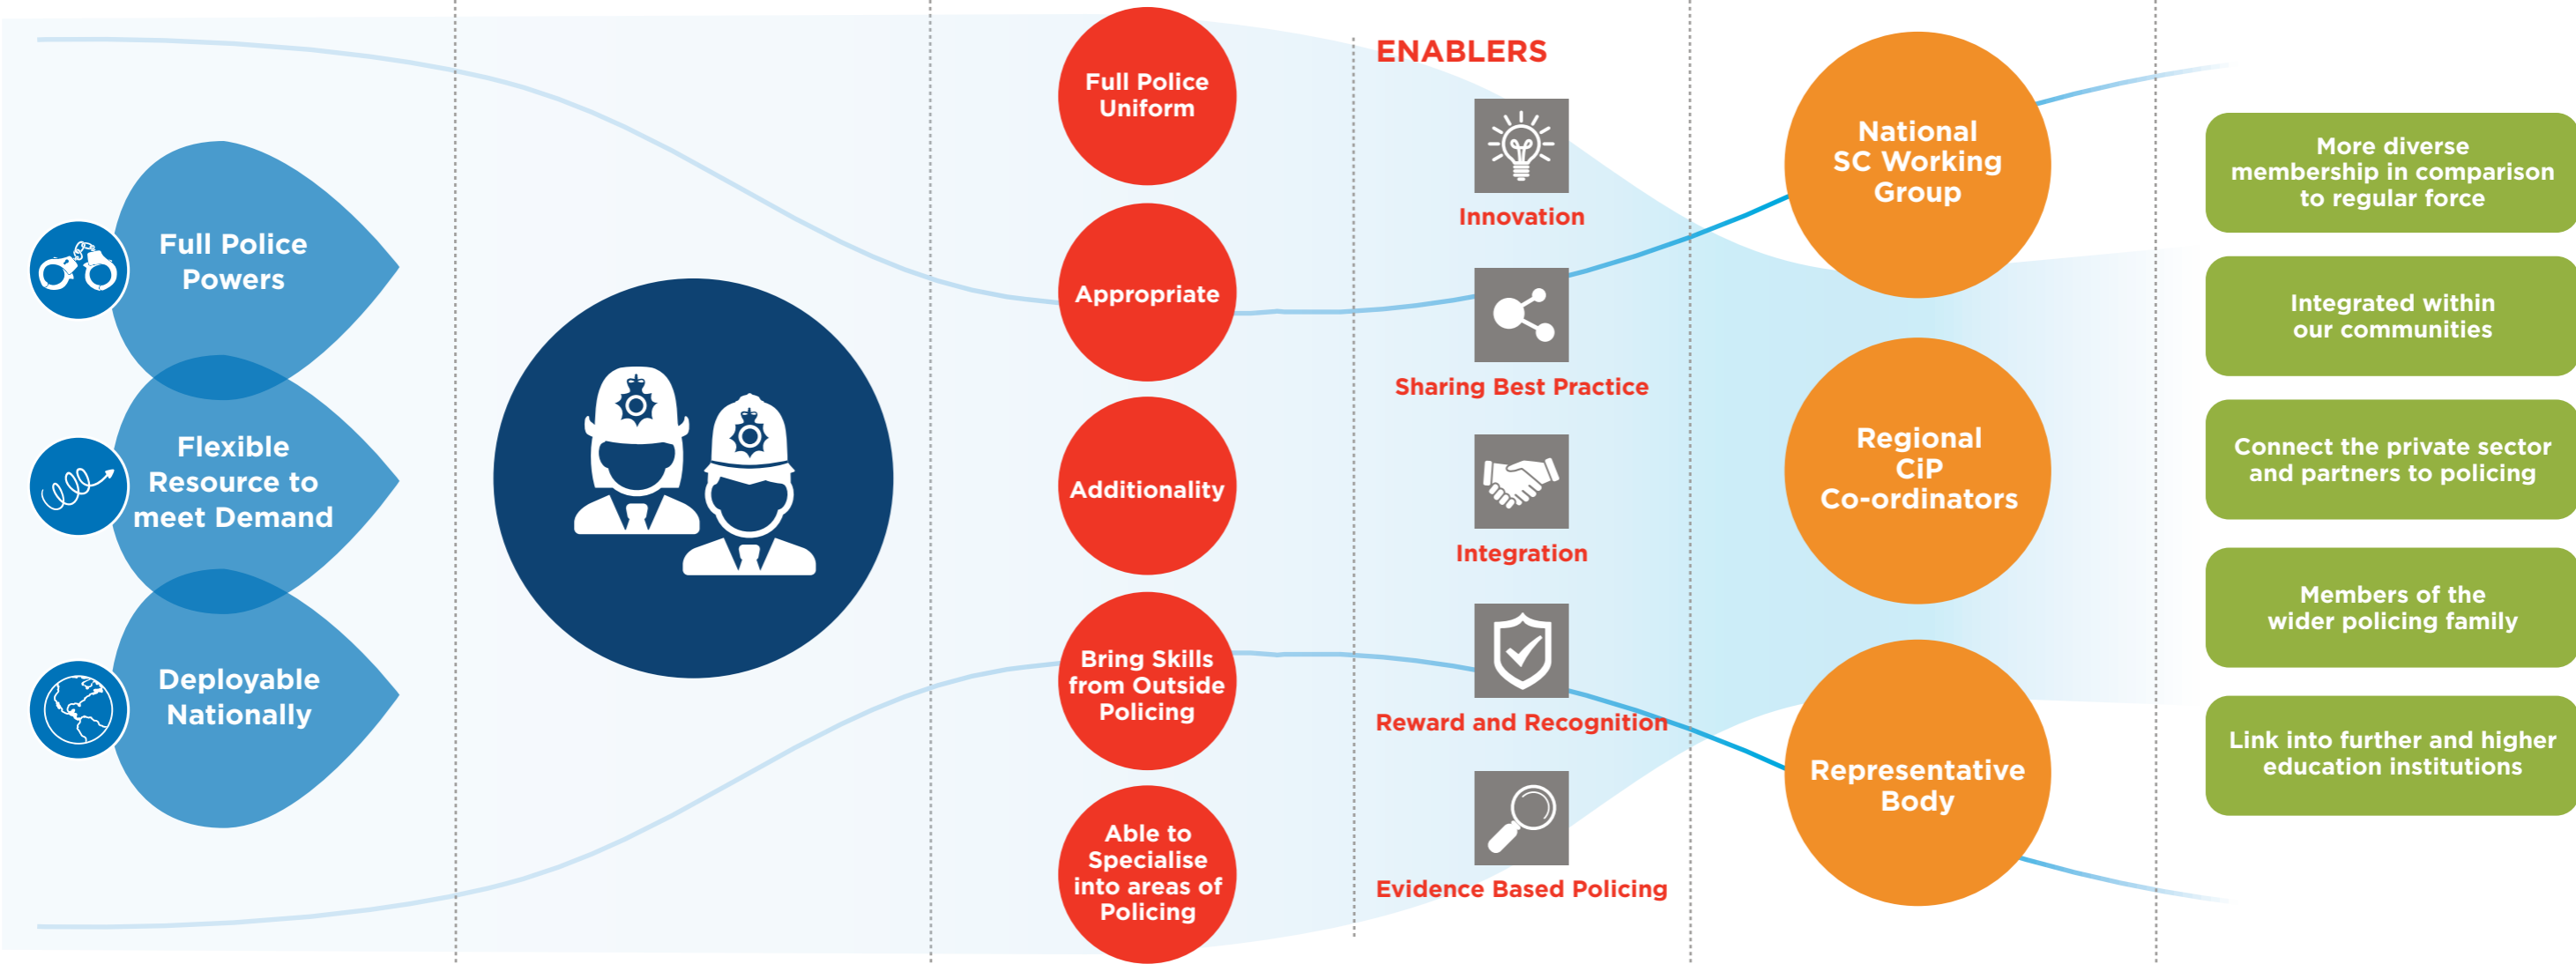 Full Police
Powers
Flexible
Resource to
meet Demand
Deployable
Nationally
Full Police
Uniform
Appropriate
Additionality
Bring Skills
from Outside
Policing
Able to
Specialise
into areas of
Policing
ENABLERS
Innovation
Sharing Best Practice
Integration
Reward and Recognition
Evidence Based Policing
National
SC Working
Group
Regional
CiP
Co-ordinators
Representative
Body
More diverse
membership in comparison
to regular force
Integrated within
our communities
Connect the private sector
and partners to policing
Members of the
wider policing family
Link into further and higher
education institutions